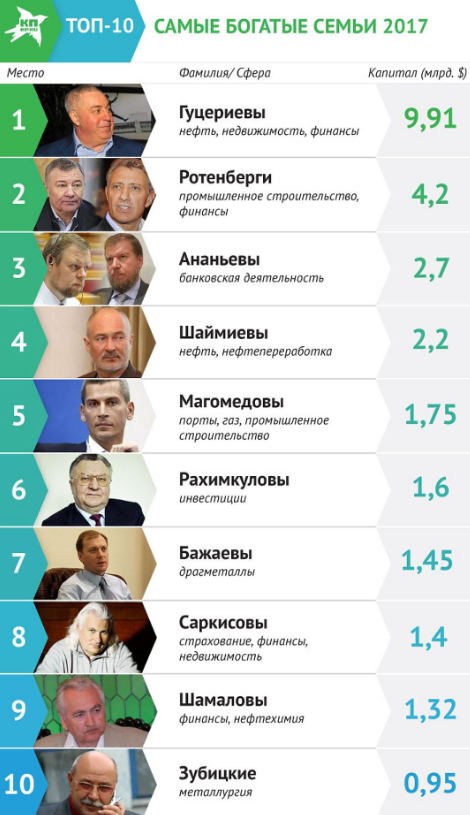 КП
ТОП-10
САМЫЕ БОГАТЫЕ СЕМЬИ 2017
Место Фамилия/ Сфера Капитал (млрд. $)
1
Гуцериевы
нефть, недвижимость, финансы
9,91
2
Ротенберги
промышленное строительство,
финансы
4,2
3
Ананьевы
банковская деятельность
2,7
4
Шаймиевы
нефть, нефтепереработка
2,2
5
Магомедовы
порты, газ, промышленное
строительство
1,75
6
Рахимкуловы
инвестиции
1,6
7
Бажаевы
драгметаллы
1,45
8
Саркисовы
страхование, финансы,
недвижимость
1,4
9
Шамаловы
финансы, нефтехимия
1,32
10
Зубицкие
металлургия
0,95